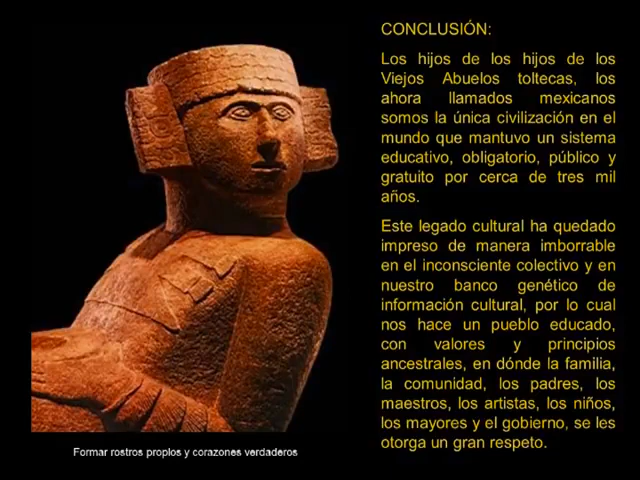 CONCLUSIÓN:
Los hijos de los hijos de los
Viejos Abuelos toltecas, los
ahora llamados mexicanos
somos la única civilización en el
mundo que mantuvo un sistema
educativo, obligatorio, público y
gratuito por cerca de tres mil
años.
Este legado cultural ha quedado
impreso de manera imborrable
en el inconsciente colectivo y en
nuestro banco genético de
información cultural, por lo cual
nos hace un pueblo educado,
con valores y principios
ancestrales, en dónde la familia,
la comunidad, los padres, los
maestros, los artistas, los niños,
los mayores y el gobierno, se les
otorga un gran respeto.
Formar rostros propios y corazones verdaderos